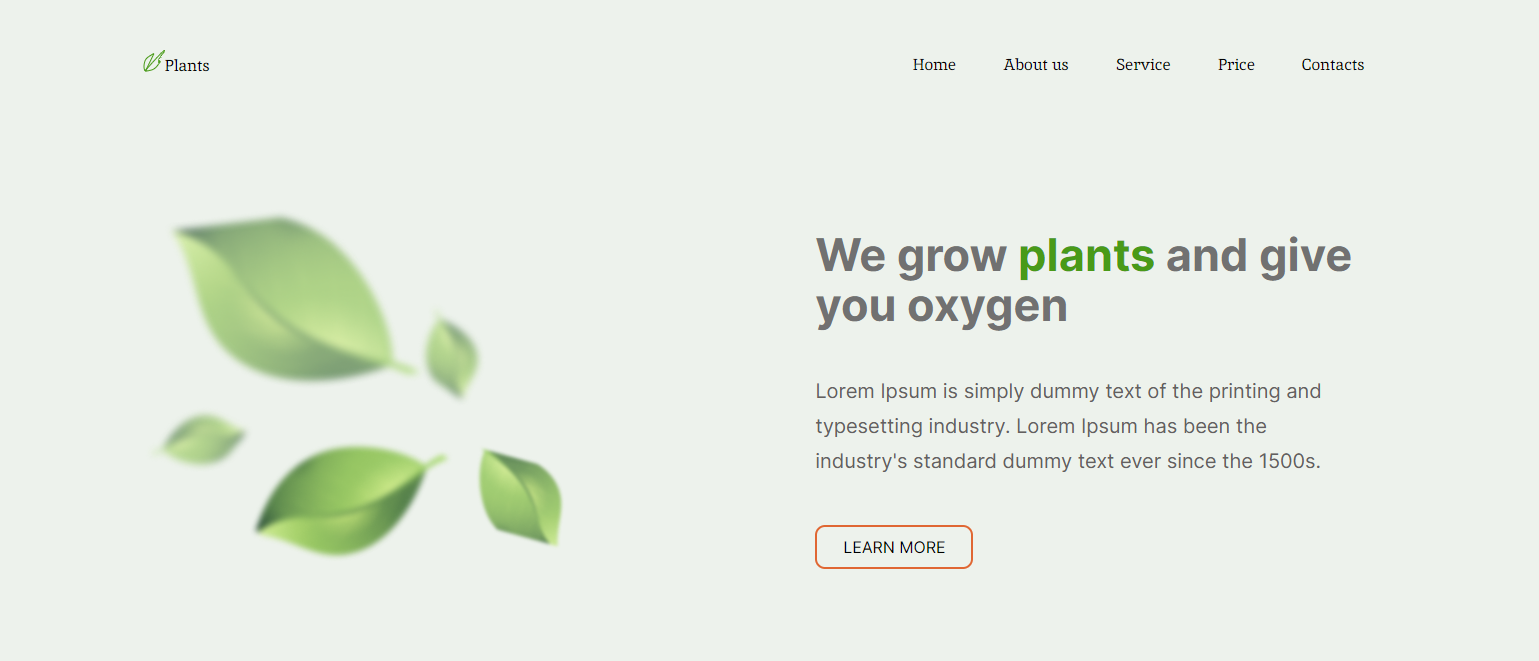 Plants
Home About us Service Price Contacts
We grow plants and give
you oxygen
Lorem Ipsum is simply dummy text of the printing and
typesetting industry. Lorem Ipsum has been the
industry's standard dummy text ever since the 1500s.
LEARN MORE